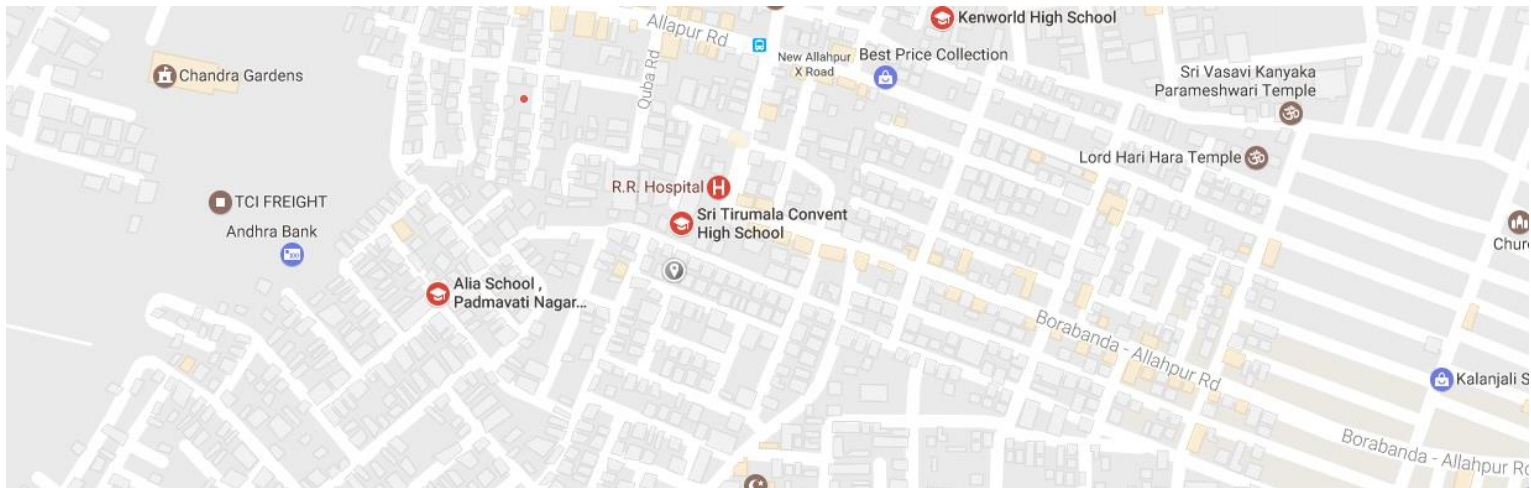 Kenworld High School
Allapur Rd
New Allahpur
X Road
Best Price Collection
Chandra Gardens
Quba Rd
Sri Vasavi Kanyaka
Parameshwari Temple
Lord Hari Hara Temple
R.R. Hospital
H
TCI FREIGHT
Sri Tirumala Convent
High School
Andhra Bank
Churc
Alia School ,
Padmavati Nagar...
Borabanda - Allahpur Rd
Kalanjali S
Borabanda - Allahpur Rd